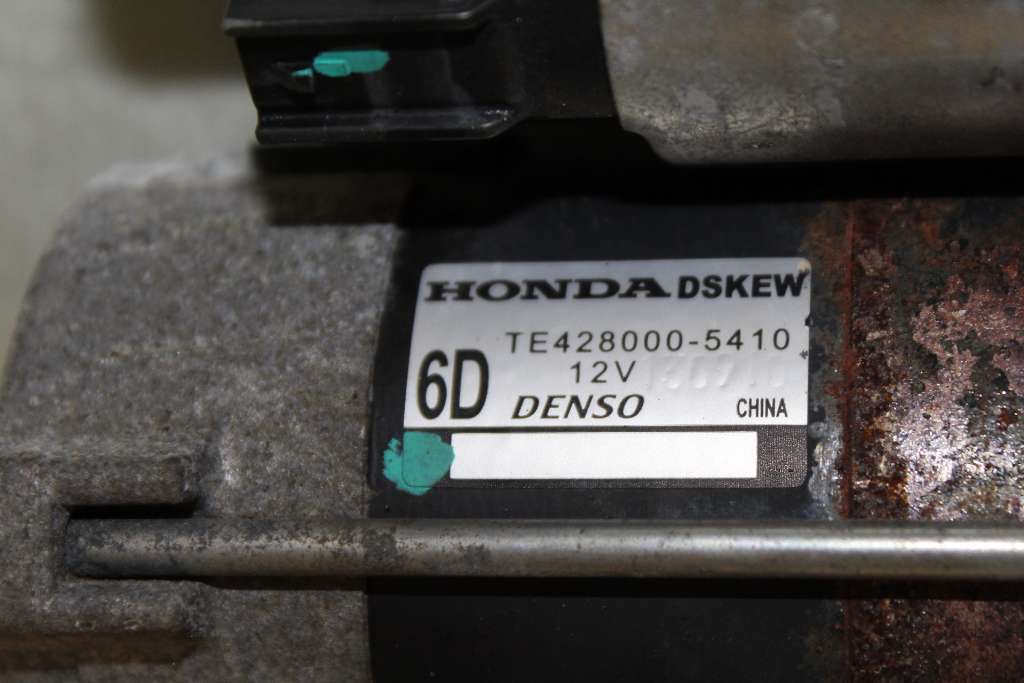 HONDA DSKEW
TE428000-5410
6D 12V
DENSO CHINA